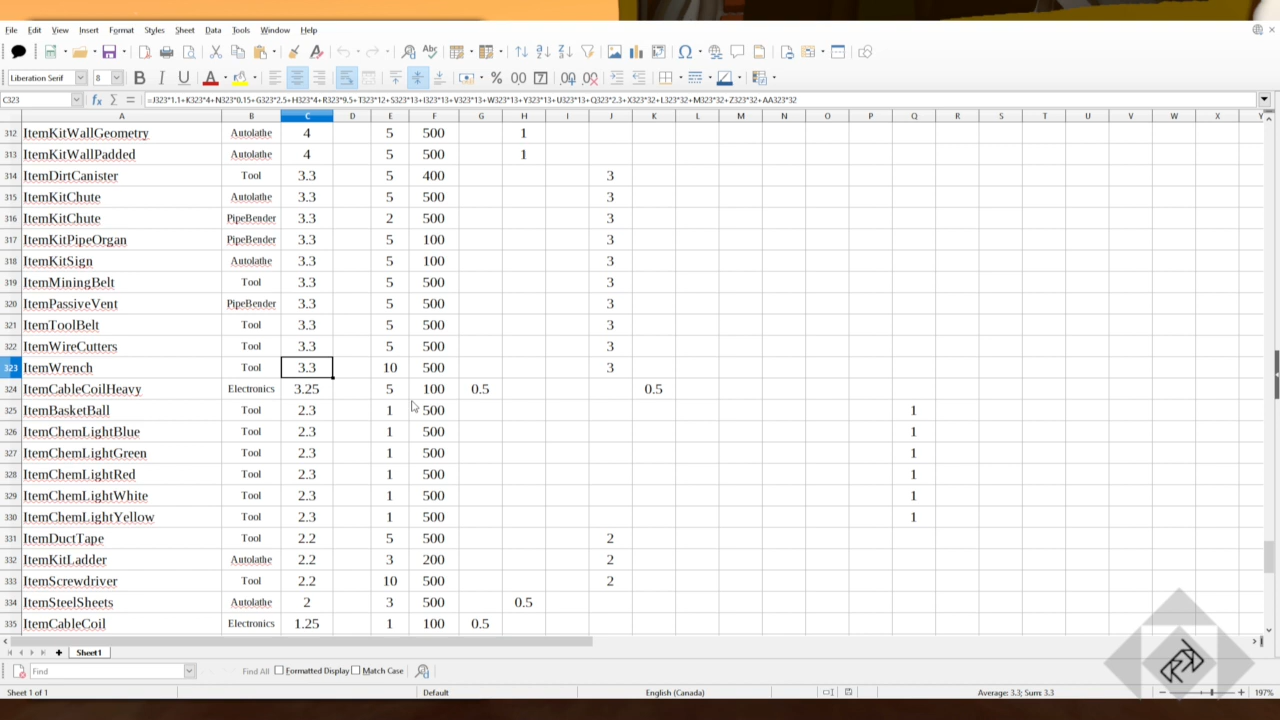 File Edit View Insert Format Styles Sheet Data Tools Window Help
Liberation Serif 8
C323 =J323*1.1+K323*4+N323*0.15+G323*2.5+H323*4+R323*9.5+T323*12+S323*13+I323*13+V323*13+W323*13+Y323*13+U323*13+Q323*2.3+X323*32+L323*32+M323*32+Z323*32+AA323*32
A B C D E F G H I J K L M N O P Q R S T U V W X Y
312 ItemKitWallGeometry Autolathe 4 5 500 1
313 ItemKitWallPadded Autolathe 4 5 500 1
314 ItemDirtCanister Tool 3.3 5 400 3
315 ItemKitChute Autolathe 3.3 5 500 3
316 ItemKitChute PipeBender 3.3 2 500 3
317 ItemKitPipeOrgan PipeBender 3.3 5 100 3
318 ItemKitSign Autolathe 3.3 5 100 3
319 ItemMiningBelt Tool 3.3 5 500 3
320 ItemPassiveVent PipeBender 3.3 5 500 3
321 ItemToolBelt Tool 3.3 5 500 3
322 ItemWireCutters Tool 3.3 5 500 3
323 ItemWrench Tool 3.3 10 500 3
324 ItemCableCoilHeavy Electronics 3.25 5 100 0.5 0.5
325 ItemBasketBall Tool 2.3 1 500 1
326 ItemChemLightBlue Tool 2.3 1 500 1
327 ItemChemLightGreen Tool 2.3 1 500 1
328 ItemChemLightRed Tool 2.3 1 500 1
329 ItemChemLightWhite Tool 2.3 1 500 1
330 ItemChemLightYellow Tool 2.3 1 500 1
331 ItemDuctTape Tool 2.2 5 500 2
332 ItemKitLadder Autolathe 2.2 3 200 2
333 ItemScrewdriver Tool 2.2 10 500 2
334 ItemSteelSheets Autolathe 2 3 500 0.5
335 ItemCableCoil Electronics 1.25 1 100 0.5
Sheet1
Find Find All Formatted Display Match Case
Sheet 1 of 1 Default English (Canada) Average: 3.3; Sum: 3.3 197%